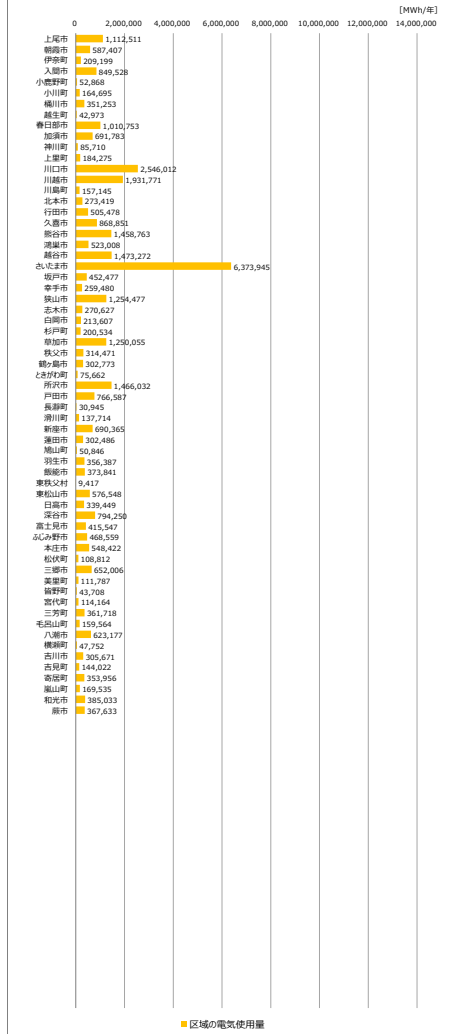 [MWh/年]
0 2,000,000 4,000,000 6,000,000 8,000,000 10,000,000 12,000,000 14,000,000
上尾市 1,112,511
朝霞市 587,407
伊奈町 209,199
入間市 849,528
小鹿野町 52,868
小川町 164,695
桶川市 351,253
越生町 42,973
春日部市 1,010,753
加須市 691,783
神川町 85,710
上里町 184,275
川口市 2,546,012
川越市 1,931,771
川島町 157,145
北本市 273,419
行田市 505,478
久喜市 868,851
熊谷市 1,458,763
鴻巣市 523,008
越谷市 1,473,272
さいたま市 6,373,945
坂戸市 452,477
幸手市 259,480
狭山市 1,254,477
志木市 270,627
白岡市 213,607
杉戸町 200,534
草加市 1,250,055
秩父市 314,471
鶴ヶ島市 302,773
ときがわ町 75,662
所沢市 1,466,032
戸田市 766,587
長瀞町 30,945
滑川町 137,714
新座市 690,365
蓮田市 302,486
鳩山町 50,846
羽生市 356,387
飯能市 373,841
東秩父村 9,417
東松山市 576,548
日高市 339,449
深谷市 794,250
富士見市 415,547
ふじみ野市 468,559
本庄市 548,422
松伏町 108,812
三郷市 652,006
美里町 111,787
皆野町 43,708
宮代町 114,164
三芳町 361,718
毛呂山町 159,564
八潮市 623,177
横瀬町 47,752
吉川市 305,671
吉見町 144,022
寄居町 353,956
嵐山町 169,535
和光市 385,033
蕨市 367,633
区域の電気使用量